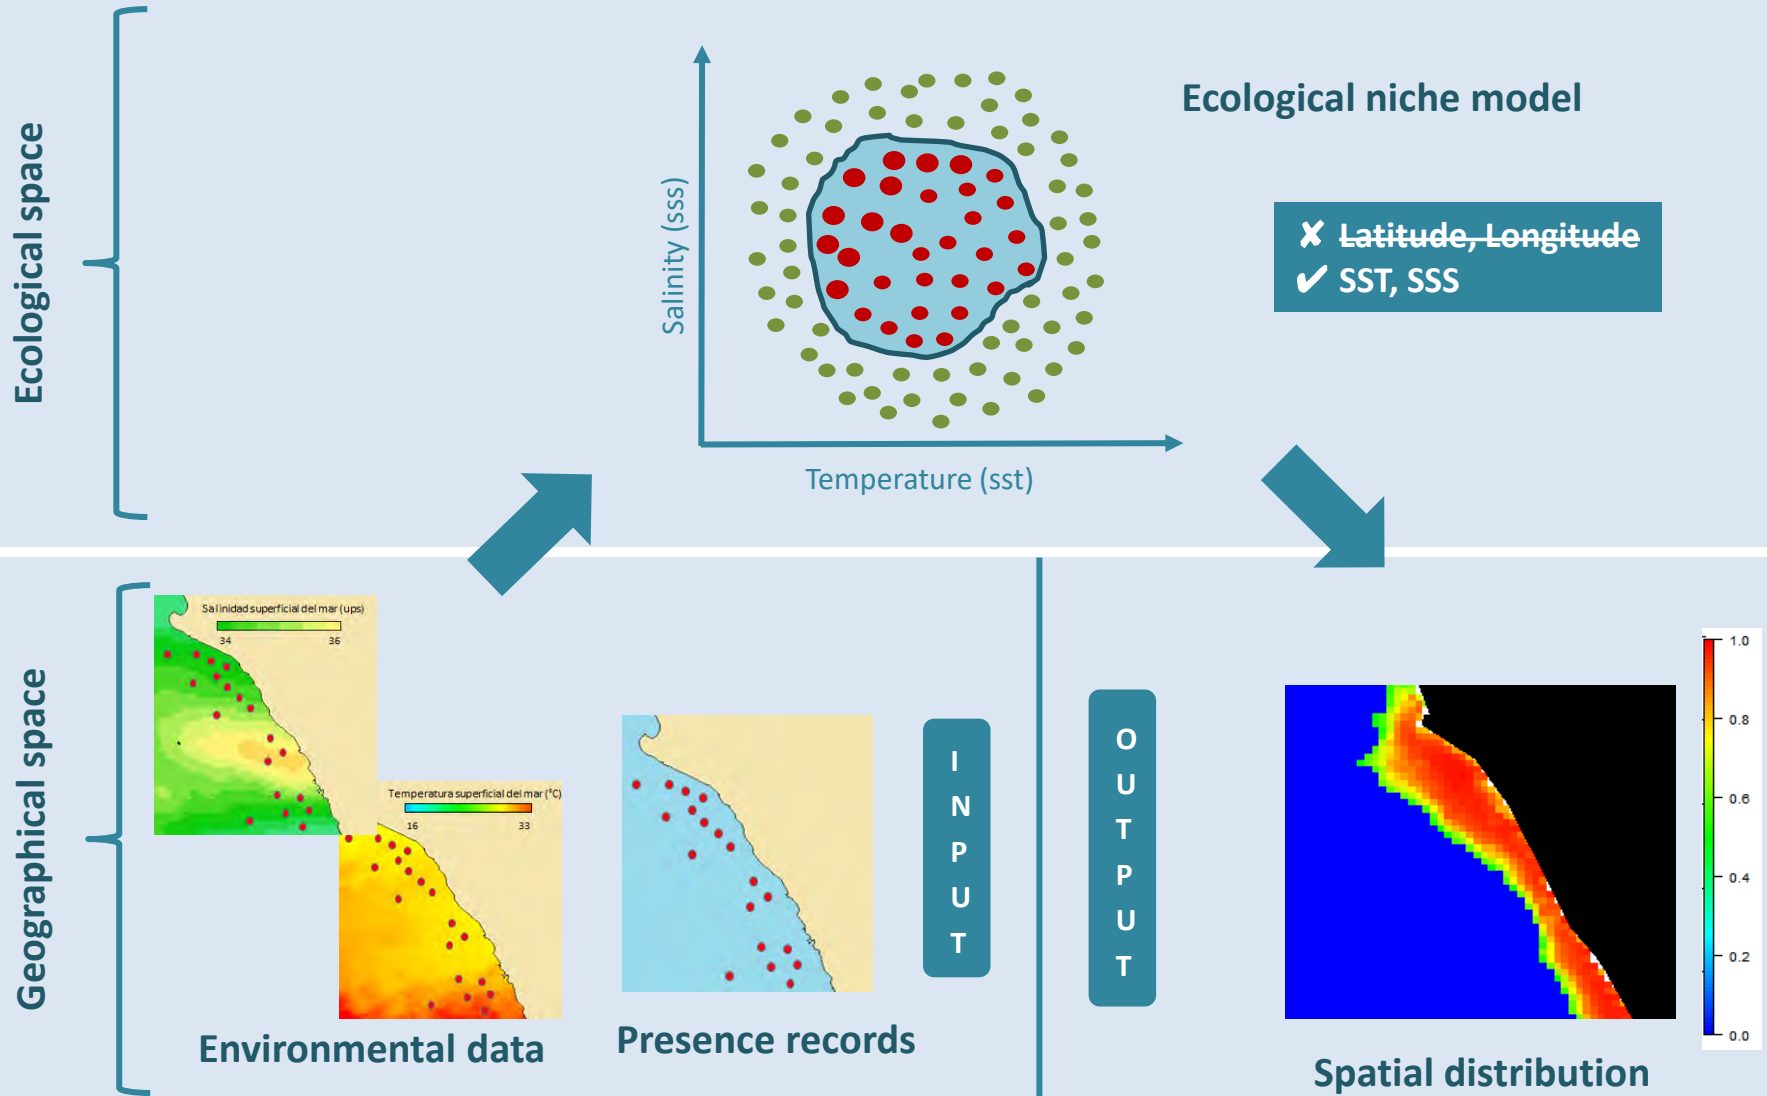 Ecological space
Ecological niche model
Salinity (sss)
Temperature (sst)
✘ Latitude, Longitude
✔ SST, SSS
Geographical space
Salinidad superficial del mar (ups)
34 36
Temperatura superficial del mar (°C)
16 33
Environmental data
Presence records
INPUT
OUTPUT
1.0
0.8
0.6
0.4
0.2
0.0
Spatial distribution